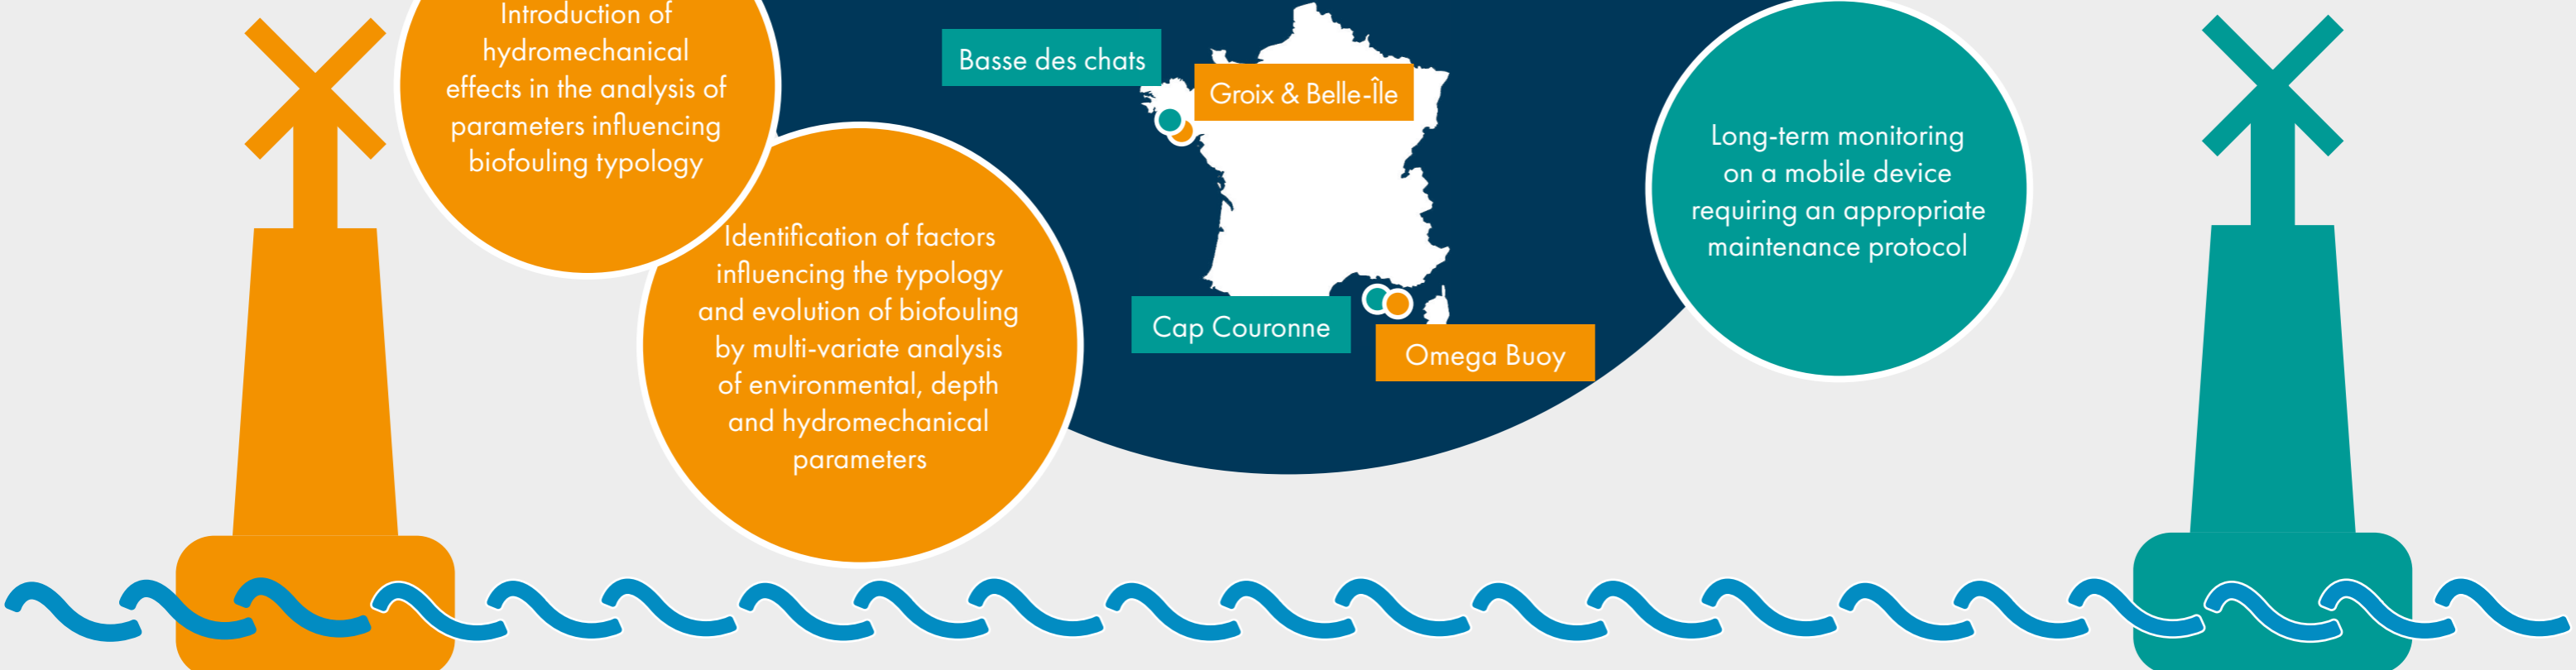 Introduction of
hydromechanical
effects in the analysis of
parameters influencing
biofouling typology
Identification of factors
influencing the typology
and evolution of biofouling
by multi-variate analysis
of environmental, depth
and hydromechanical
parameters
Basse des chats
Groix & Belle-Île
Cap Couronne
Omega Buoy
Long-term monitoring
on a mobile device
requiring an appropriate
maintenance protocol